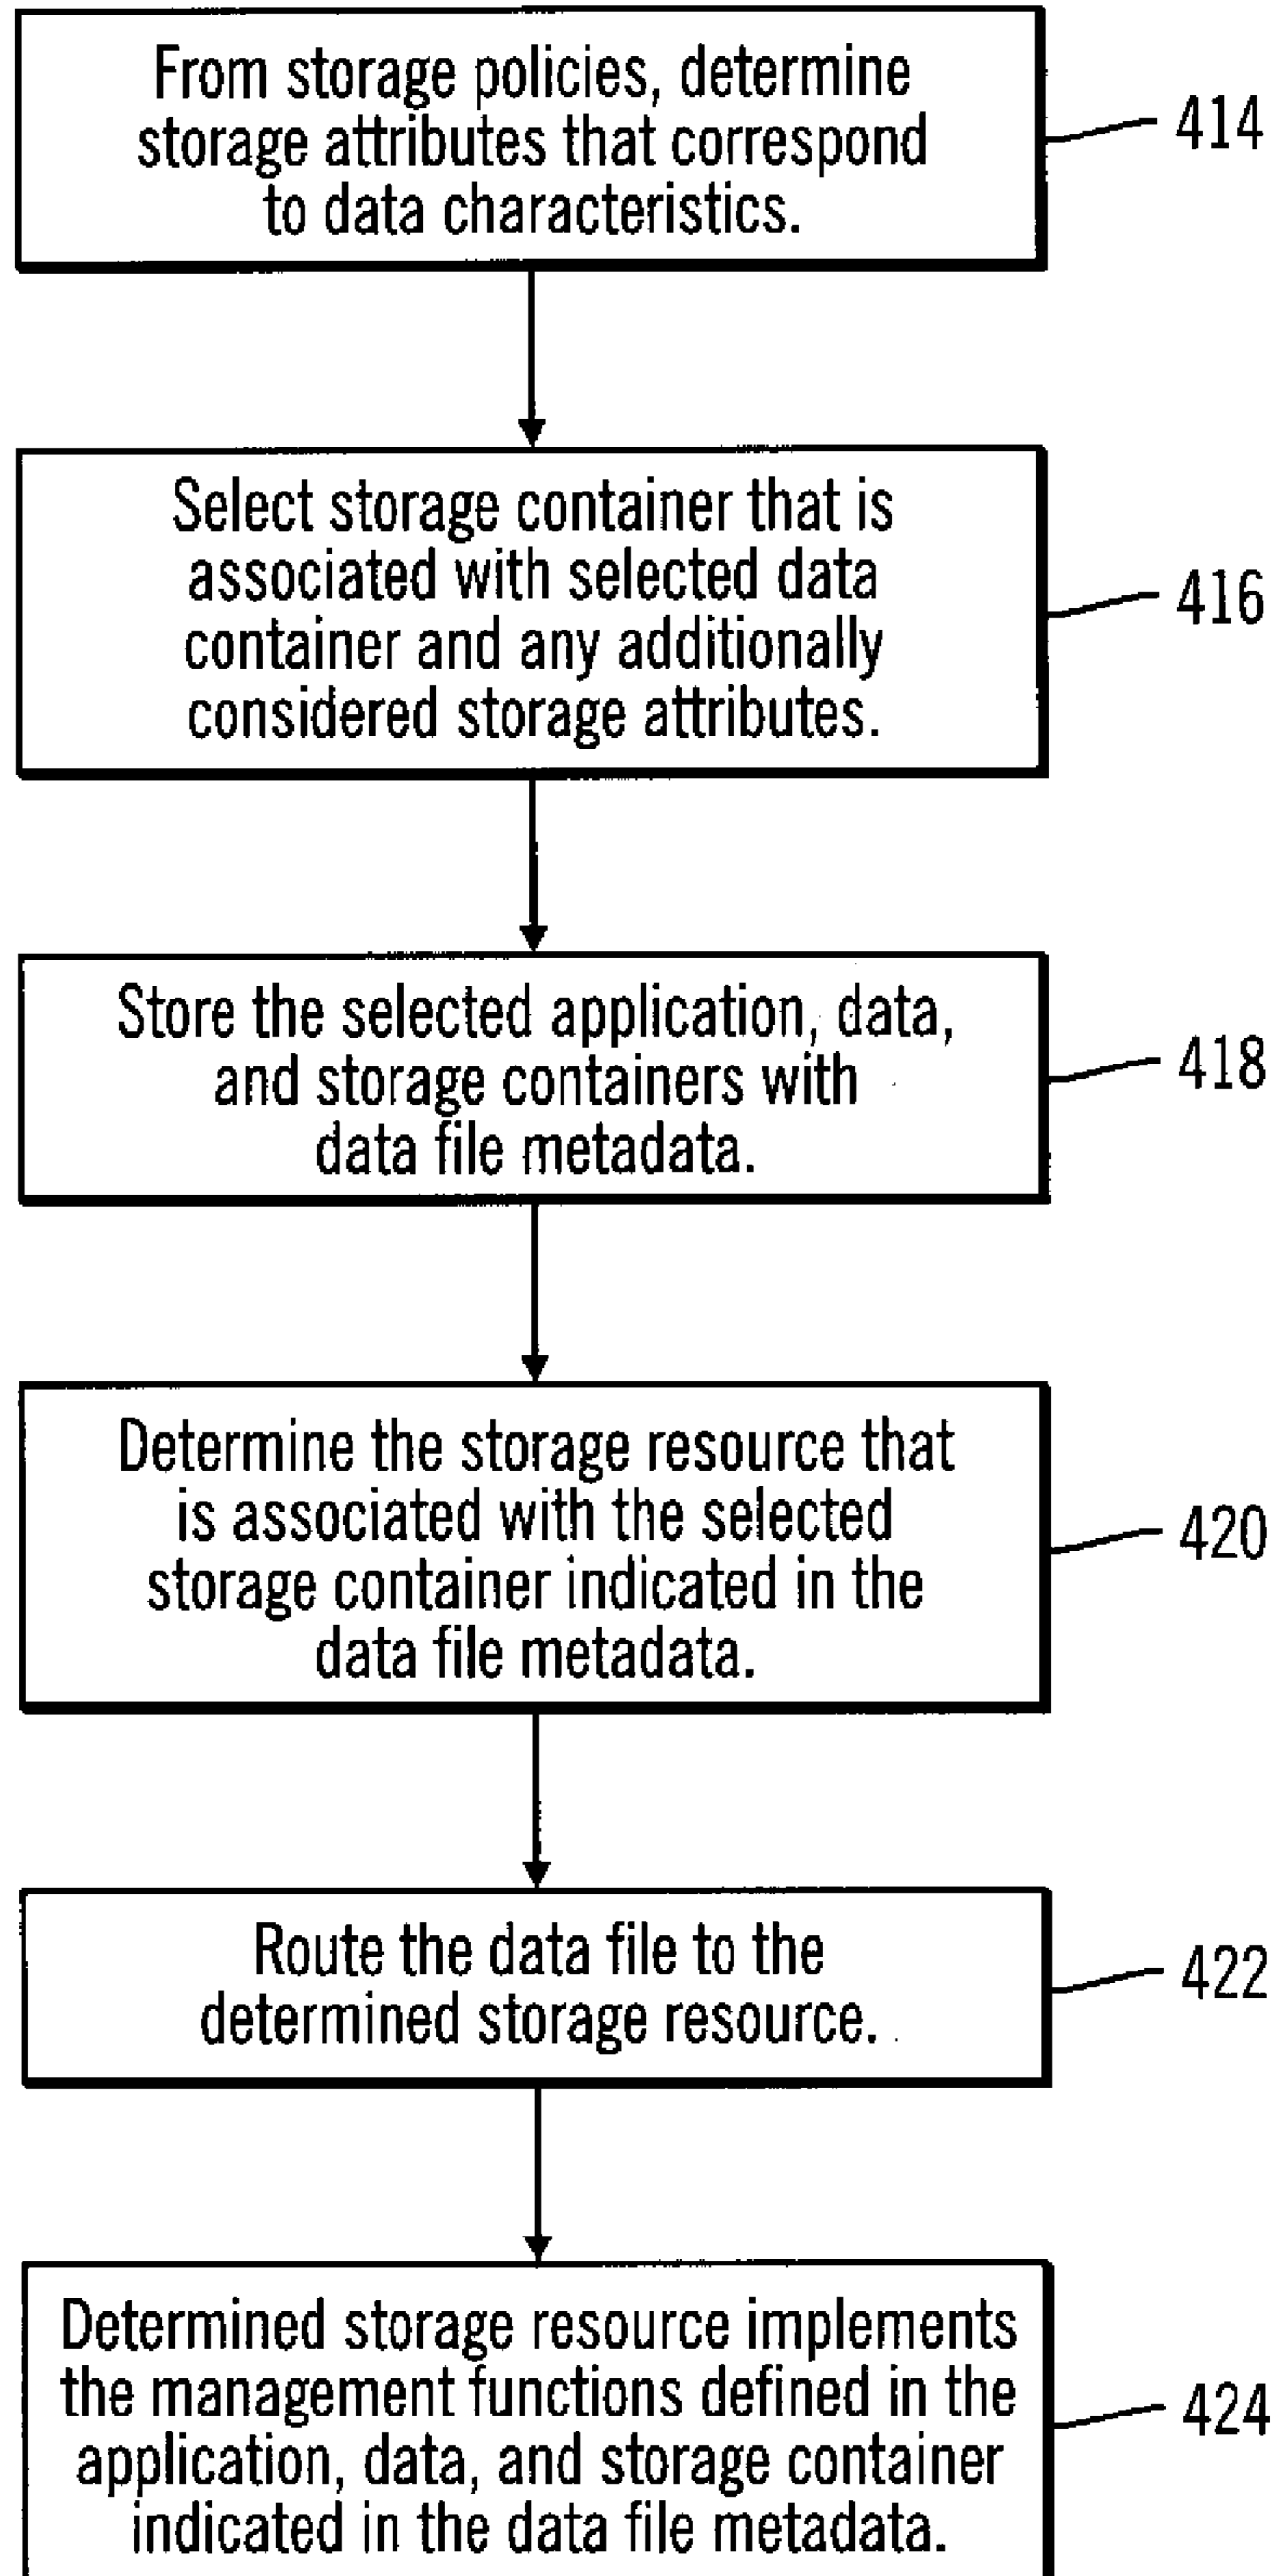 From storage policies, determine
storage attributes that correspond
to data characteristics.
414
Select storage container that is
associated with selected data
container and any additionally
considered storage attributes.
416
Store the selected application, data,
and storage containers with
data file metadata.
418
Determine the storage resource that
is associated with the selected
storage container indicated in the
data file metadata.
420
Route the data file to the
determined storage resource.
422
Determined storage resource implements
the management functions defined in the
application, data, and storage container
indicated in the data file metadata.
424